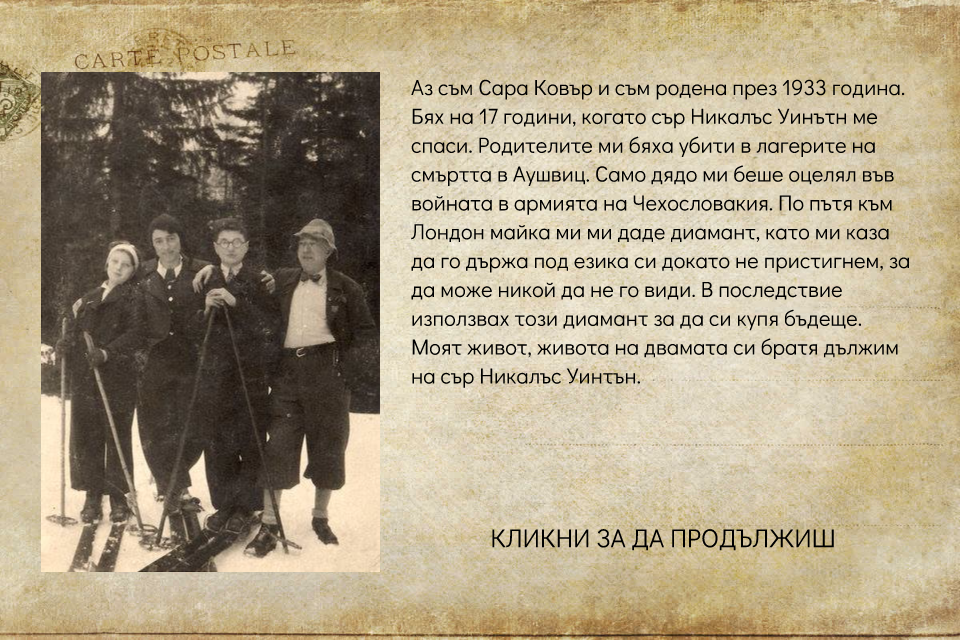 CARTE POSTALE
Аз съм Сара Ковър и съм родена през 1933 година.
Бях на 17 години, когато сър Никалъс Уинътн ме
спаси. Родителите ми бяха убити в лагерите на
смъртта в Аушвиц. Само дядо ми беше оцелял във
войната в армията на Чехословакия. По пътя към
Лондон майка ми ми даде диамант, като ми каза
да го държа под езика си докато не пристигнем, за
да може никой да не го види. В последствие
използвах този диамант за да си купя бъдеще.
Моят живот, живота на двамата си братя дължим
на сър Никалъс Уинтън.
КЛИКНИ ЗА ДА ПРОДЪЛЖИШ